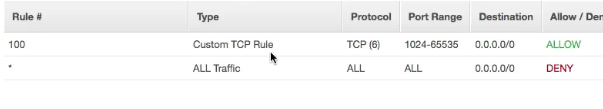 Rule # Type Protocol Port Range Destination Allow / Den
100 Custom TCP Rule TCP (6) 1024-65535 0.0.0.0/0 ALLOW
* ALL Traffic ALL ALL 0.0.0.0/0 DENY